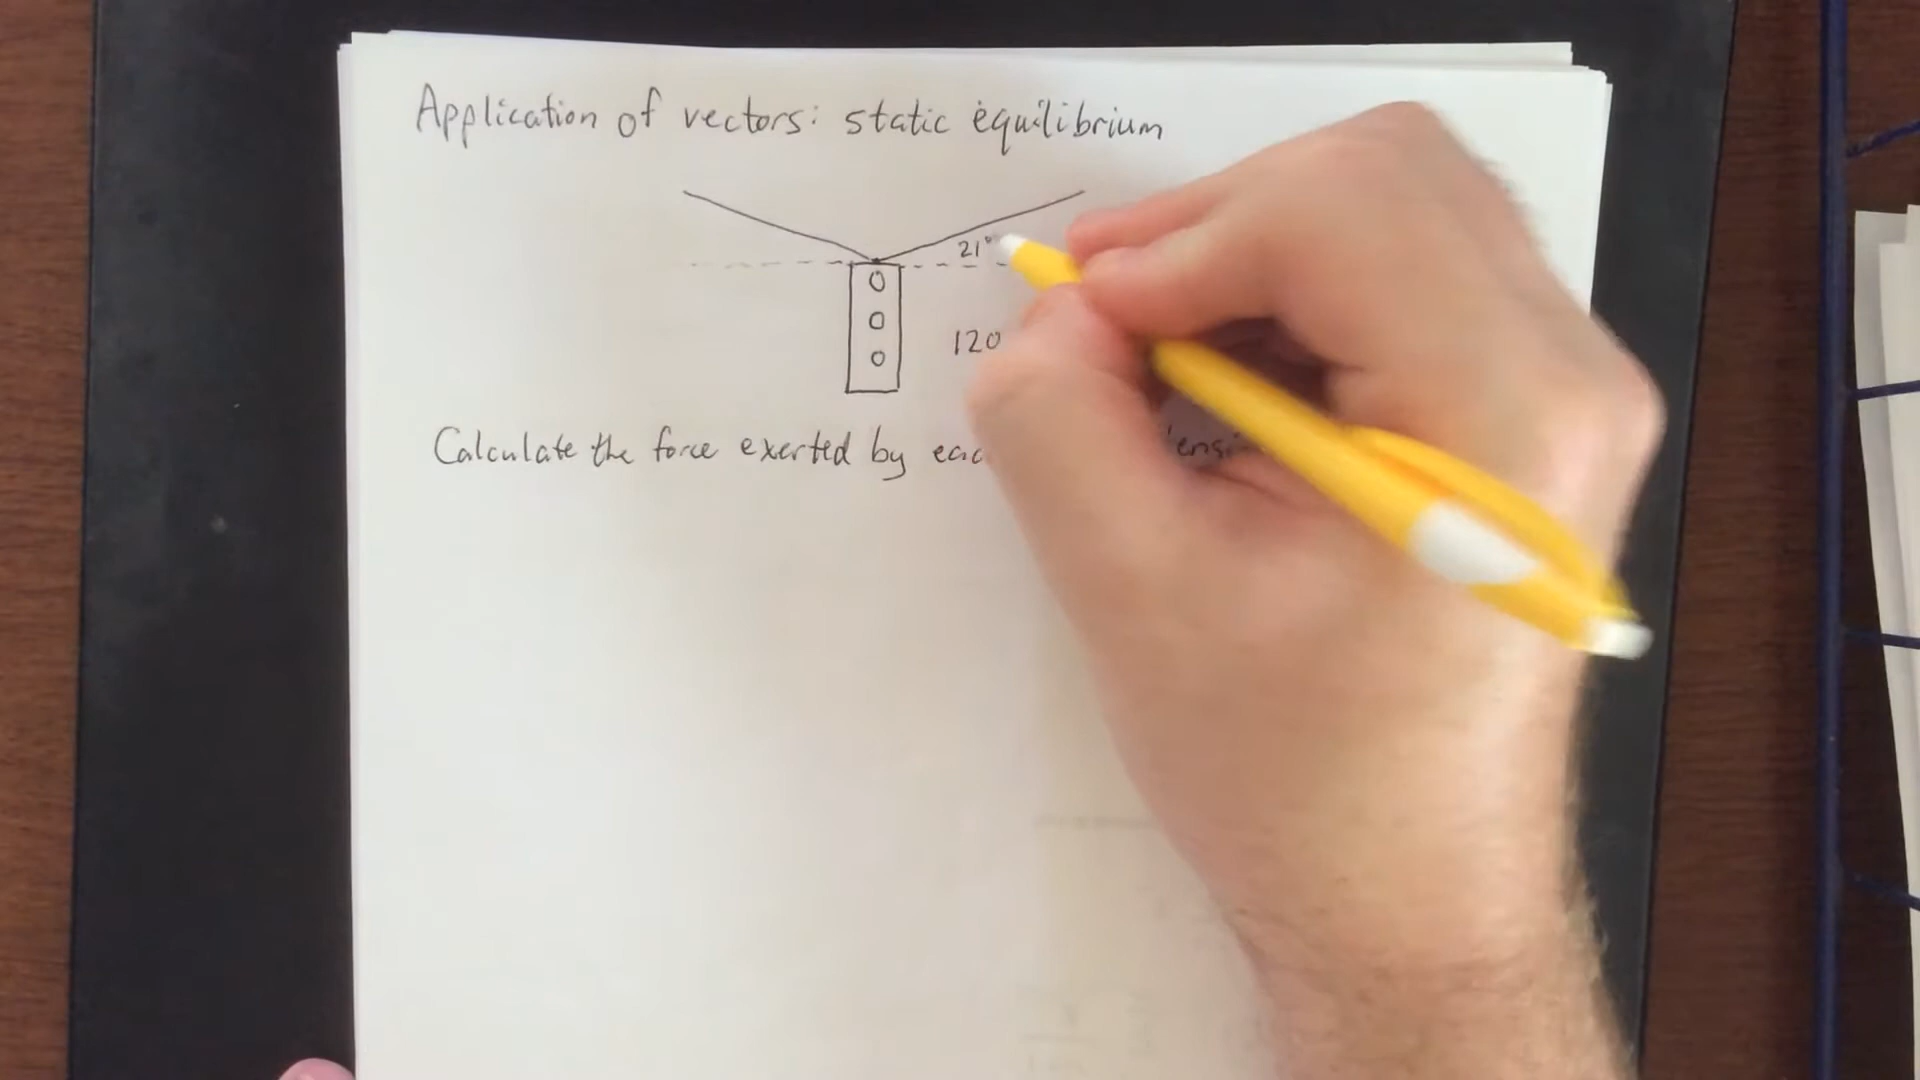 Application of vectors: static equilibrium
21°
120
Calculate the force exerted by